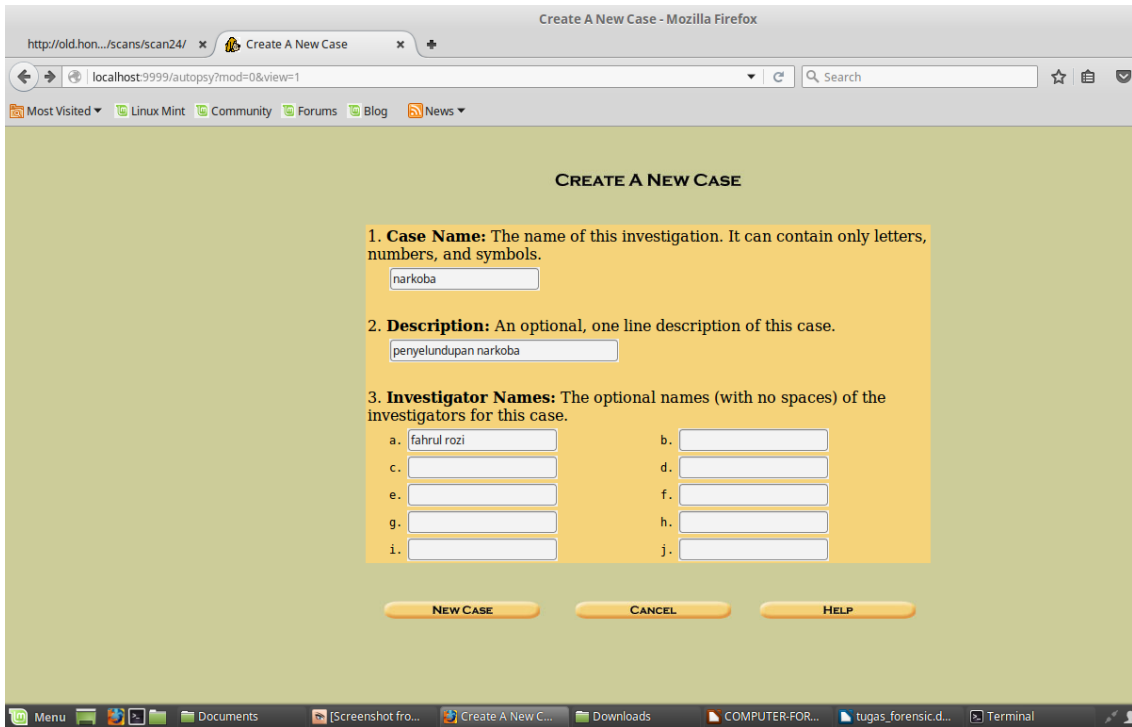 Create A New Case - Mozilla Firefox
http://old.hon.../scans/scan24/ Create A New Case
localhost:9999/autopsy?mod=0&view=1 Search
Most Visited Linux Mint Community Forums Blog News
CREATE A NEW CASE
1. Case Name: The name of this investigation. It can contain only letters,
numbers, and symbols.
narkoba
2. Description: An optional, one line description of this case.
penyelundupan narkoba
3. Investigator Names: The optional names (with no spaces) of the
investigators for this case.
a. fahrul rozi b.
c. d.
e. f.
g. h.
i. j.
NEW CASE CANCEL HELP
Menu Documents [Screenshot fro... Create A New C... Downloads COMPUTER-FOR... tugas_forensic.d... Terminal